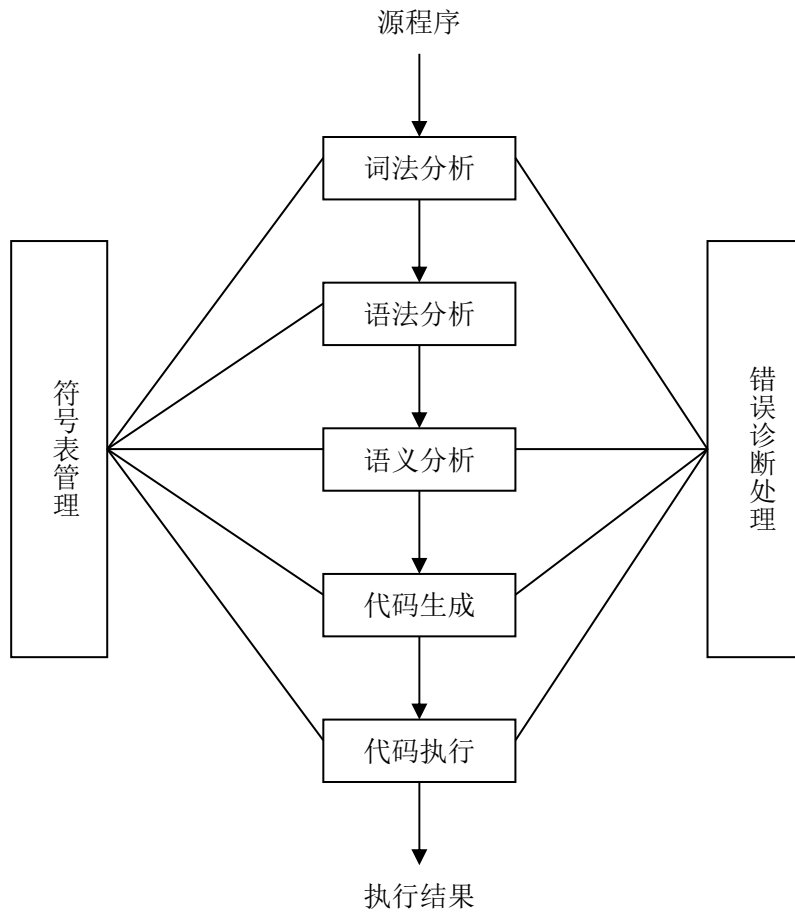 源程序
词法分析
语法分析
符号表管理
错误诊断处理
语义分析
代码生成
代码执行
执行结果